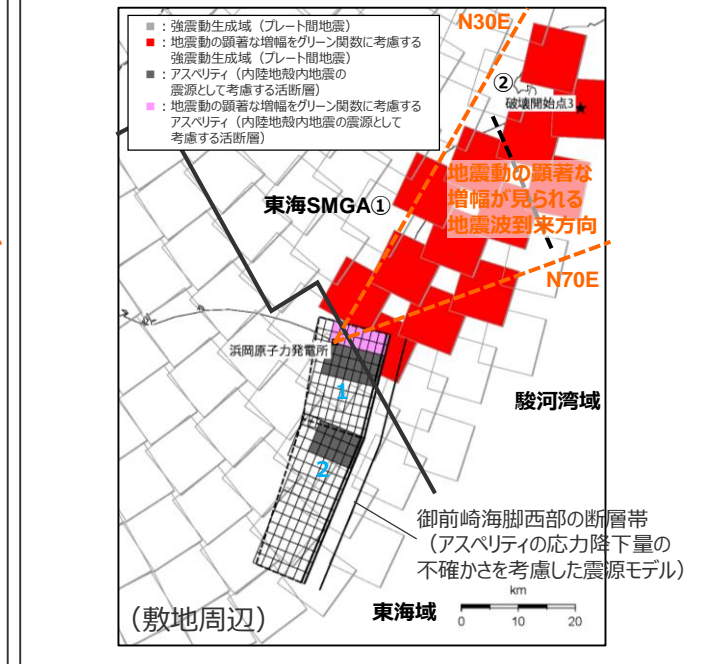 ■：強震動生成域（プレート間地震）
■：地震動の顕著な増幅をグリーン関数に考慮する
強震動生成域（プレート間地震）
■：アスペリティ（内陸地殻内地震の
震源として考慮する活断層）
■：地震動の顕著な増幅をグリーン関数に考慮する
アスペリティ（内陸地殻内地震の震源として
考慮する活断層）
N30E
②
破壊開始点3★
地震動の顕著な
増幅が見られる
地震波到来方向
東海SMGA①
N70E
浜岡原子力発電所
1
駿河湾域
2
御前崎海脚西部の断層帯
（アスペリティの応力降下量の
不確かさを考慮した震源モデル）
（敷地周辺）
東海域
km
0 10 20